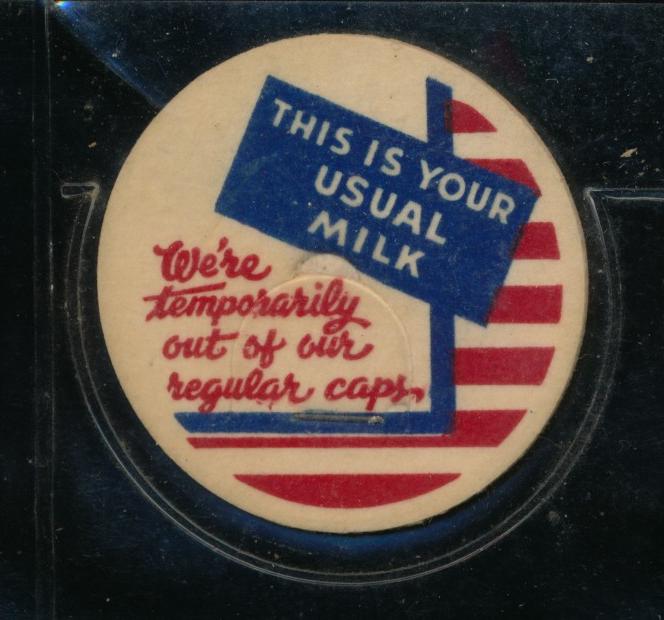 THIS IS YOUR
USUAL
MILK
We're
temporarily
out of our
regular caps.